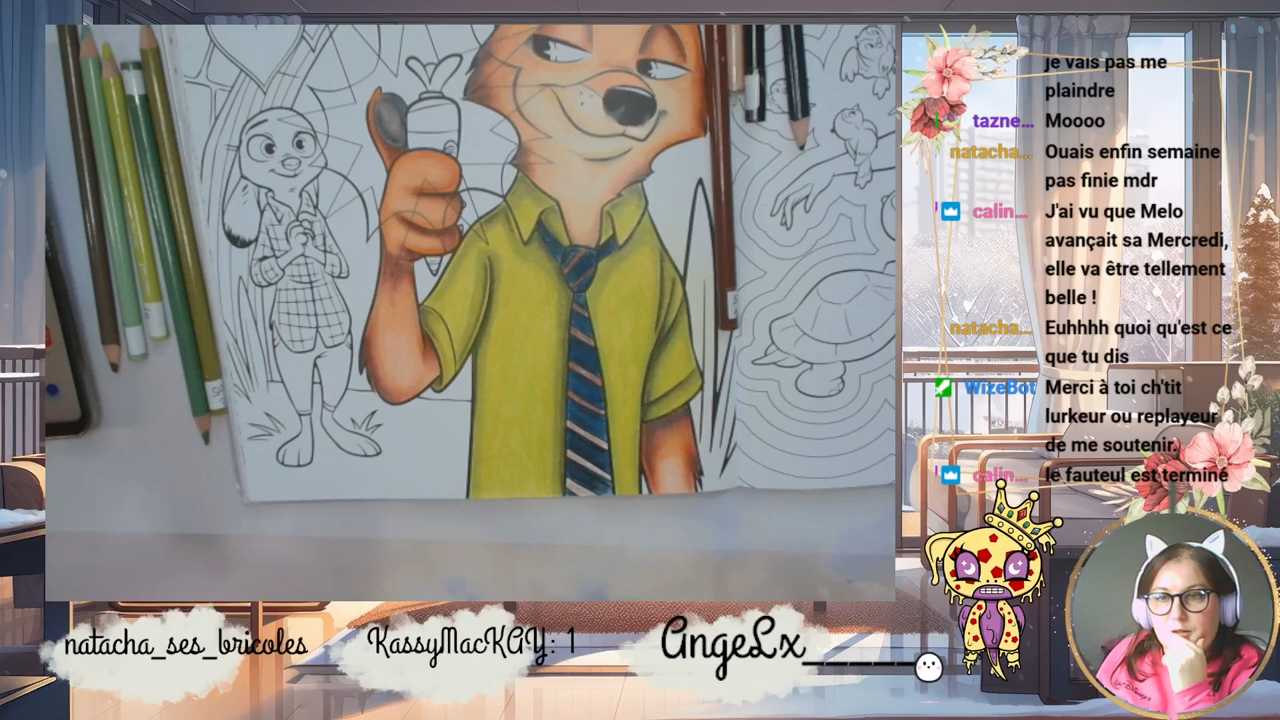 je vais pas me
plaindre
tazne... Moooo
natacha... Ouais enfin semaine
pas finie mdr
calin... J'ai vu que Melo
avançait sa Mercredi,
elle va être tellement
belle !
natacha... Euhhhh quoi qu'est ce
que tu dis
WizeBot Merci à toi ch'tit
lurkeur ou replayeur
de me soutenir.
calin... le fauteul est terminé
natacha_ses_bricoles
KassyMacKAY: 1
AngeLx______